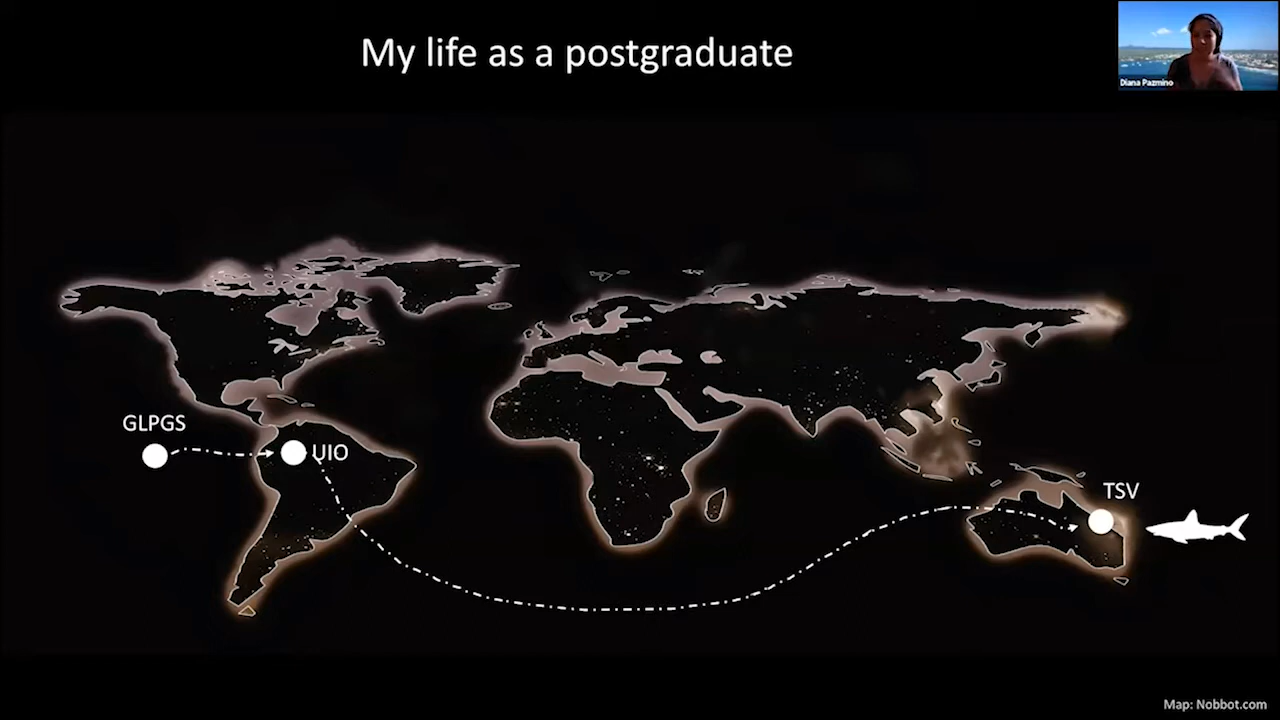 My life as a postgraduate
Diana Pazmino
GLPGS
UIO
TSV
Map: Nobbot.com